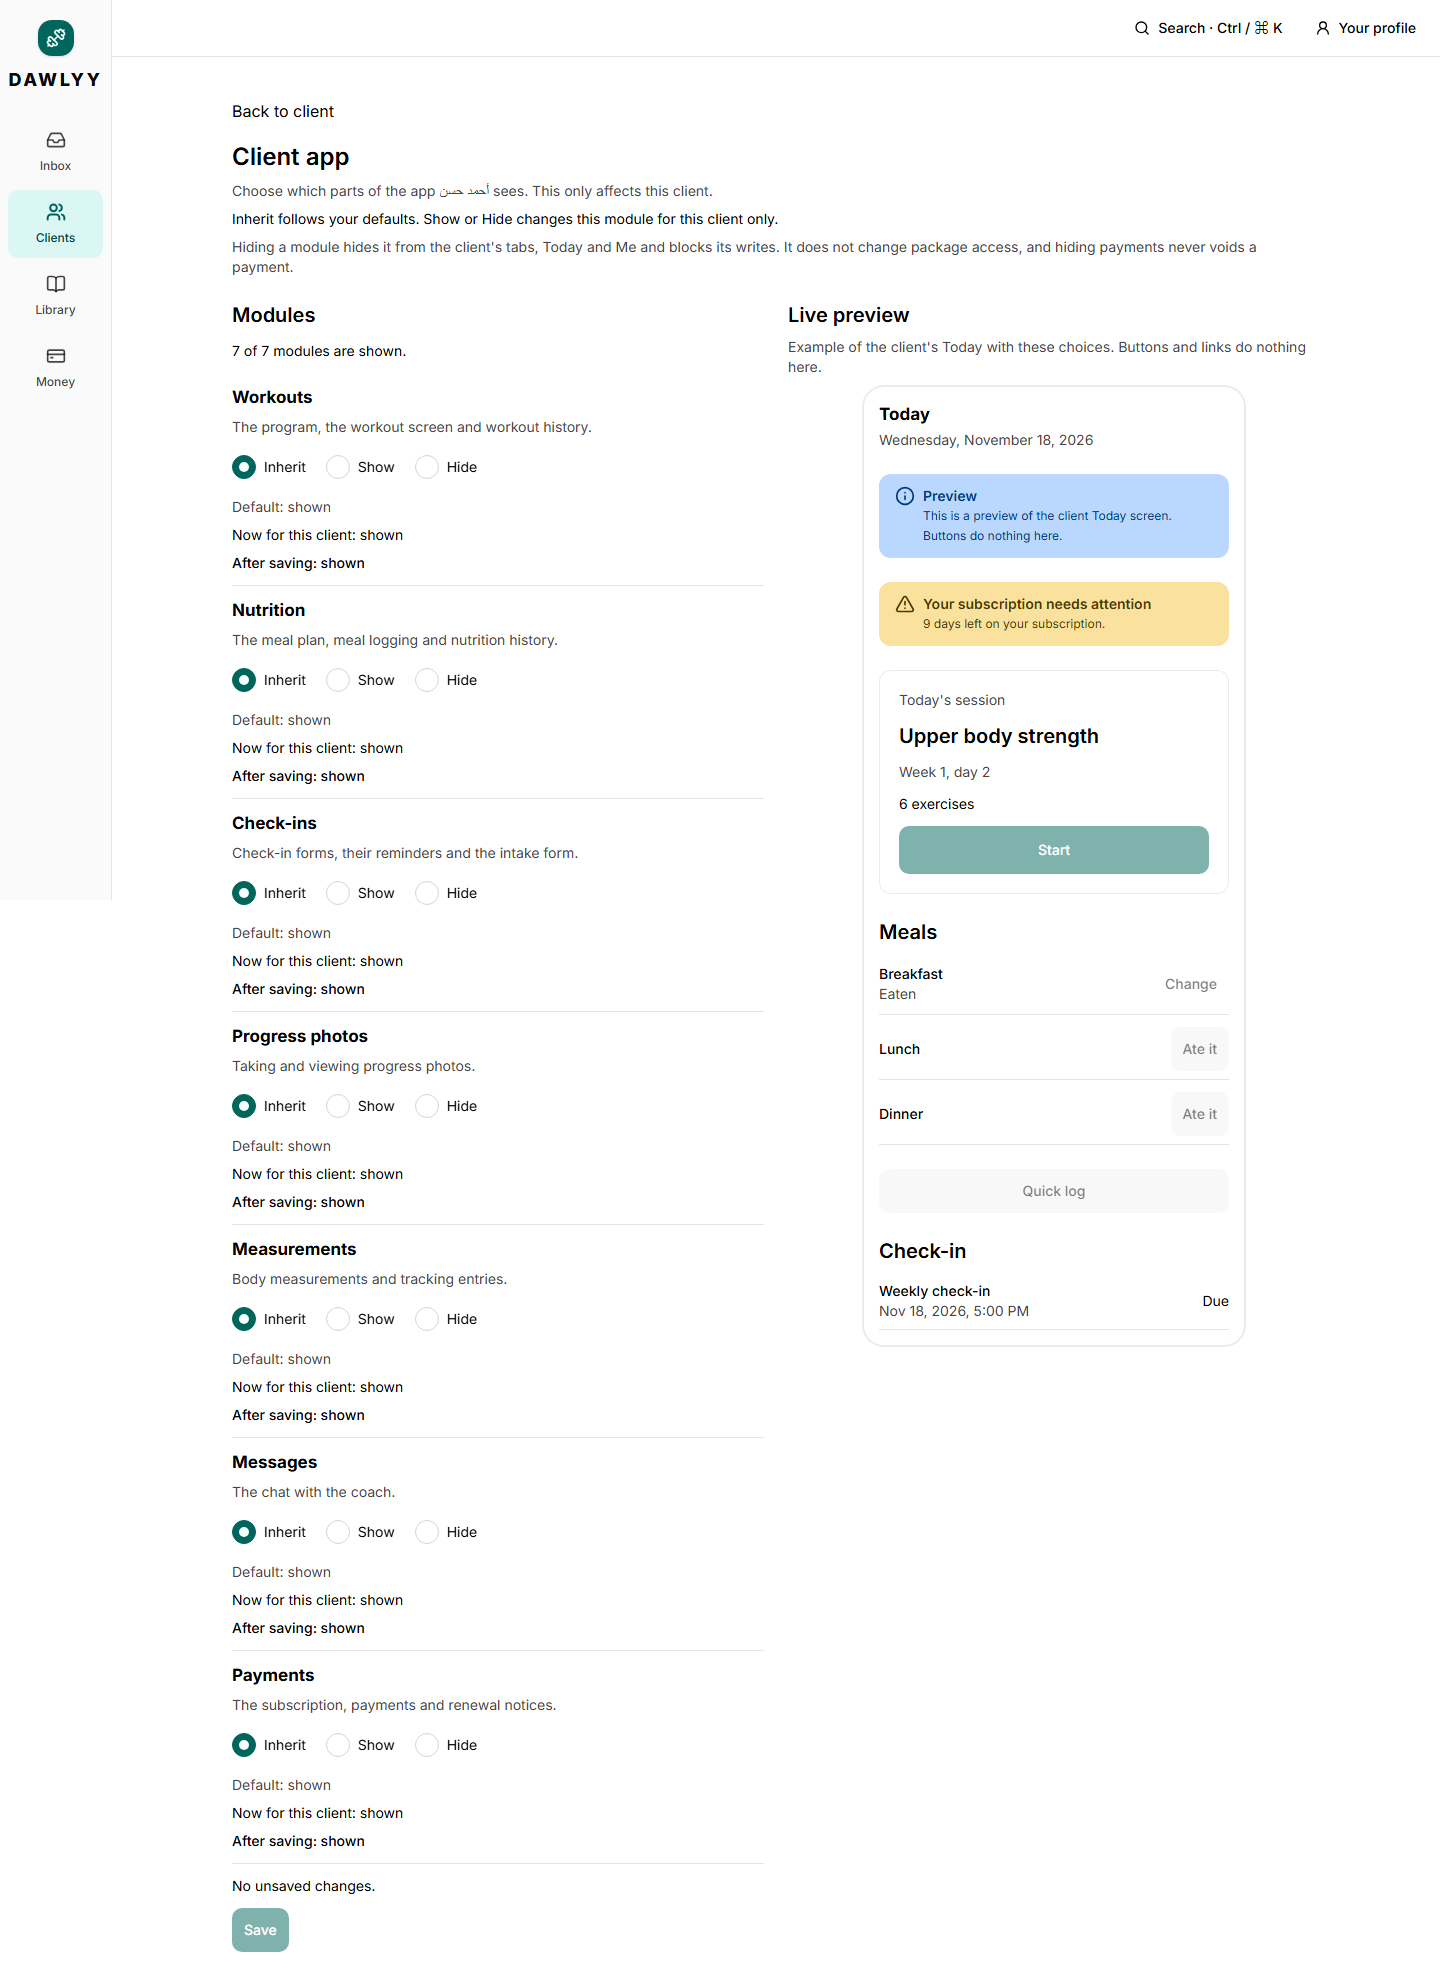 DAWLYY
Inbox
Clients
Library
Money
Search · Ctrl / ⌘ K
Your profile
Back to client
Client app
Choose which parts of the app أحمد حسن sees. This only affects this client.
Inherit follows your defaults. Show or Hide changes this module for this client only.
Hiding a module hides it from the client's tabs, Today and Me and blocks its writes. It does not change package access, and hiding payments never voids a
payment.
Modules
7 of 7 modules are shown.
Workouts
The program, the workout screen and workout history.
Inherit Show Hide
Default: shown
Now for this client: shown
After saving: shown
Nutrition
The meal plan, meal logging and nutrition history.
Inherit Show Hide
Default: shown
Now for this client: shown
After saving: shown
Check-ins
Check-in forms, their reminders and the intake form.
Inherit Show Hide
Default: shown
Now for this client: shown
After saving: shown
Progress photos
Taking and viewing progress photos.
Inherit Show Hide
Default: shown
Now for this client: shown
After saving: shown
Measurements
Body measurements and tracking entries.
Inherit Show Hide
Default: shown
Now for this client: shown
After saving: shown
Messages
The chat with the coach.
Inherit Show Hide
Default: shown
Now for this client: shown
After saving: shown
Payments
The subscription, payments and renewal notices.
Inherit Show Hide
Default: shown
Now for this client: shown
After saving: shown
No unsaved changes.
Save
Live preview
Example of the client's Today with these choices. Buttons and links do nothing
here.
Today
Wednesday, November 18, 2026
Preview
This is a preview of the client Today screen.
Buttons do nothing here.
Your subscription needs attention
9 days left on your subscription.
Today's session
Upper body strength
Week 1, day 2
6 exercises
Start
Meals
Breakfast
Eaten
Change
Lunch
Ate it
Dinner
Ate it
Quick log
Check-in
Weekly check-in
Nov 18, 2026, 5:00 PM
Due